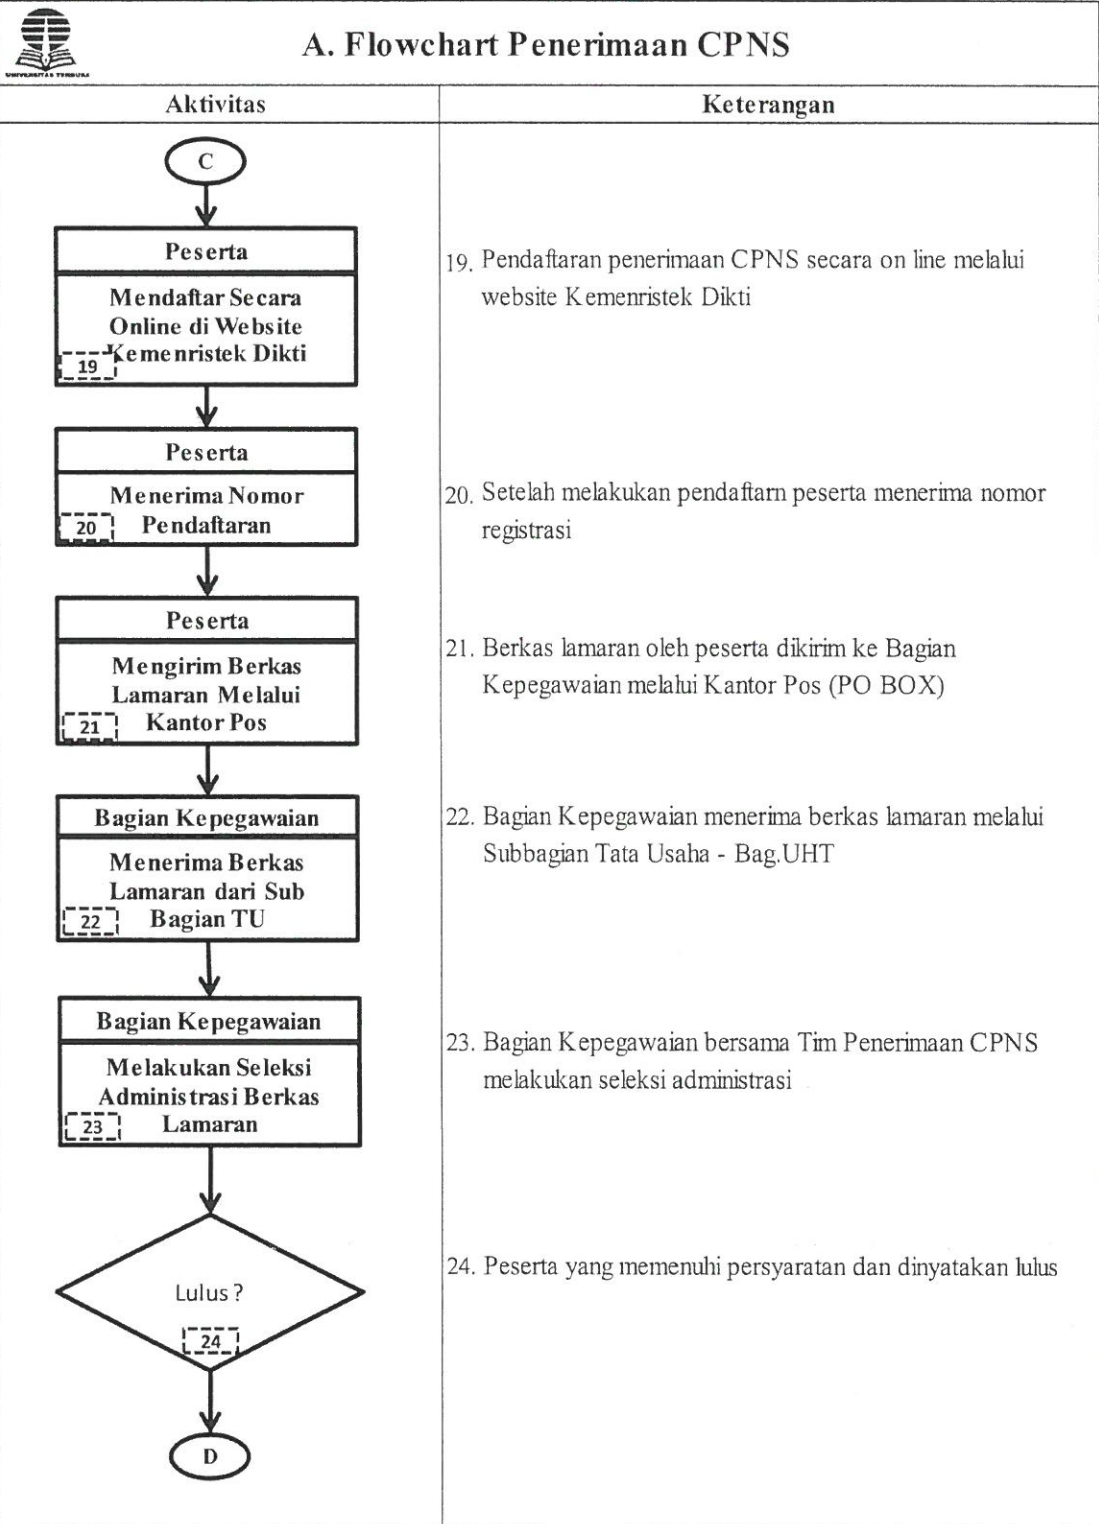 UNIVERSITAS TERBUKA
A. Flowchart Penerimaan CPNS
Aktivitas
Keterangan
C
Peserta
Mendaftar Secara
Online di Website
Kemenristek Dikti
19
19. Pendaftaran penerimaan CPNS secara on line melalui
website Kemenristek Dikti
Peserta
Menerima Nomor
Pendaftaran
20
20. Setelah melakukan pendaftarn peserta menerima nomor
registrasi
Peserta
Mengirim Berkas
Lamaran Melalui
Kantor Pos
21
21. Berkas lamaran oleh peserta dikirim ke Bagian
Kepegawaian melalui Kantor Pos (PO BOX)
Bagian Kepegawaian
Menerima Berkas
Lamaran dari Sub
Bagian TU
22
22. Bagian Kepegawaian menerima berkas lamaran melalui
Subbagian Tata Usaha - Bag.UHT
Bagian Kepegawaian
Melakukan Seleksi
Administrasi Berkas
Lamaran
23
23. Bagian Kepegawaian bersama Tim Penerimaan CPNS
melakukan seleksi administrasi
Lulus ?
24
24. Peserta yang memenuhi persyaratan dan dinyatakan lulus
D